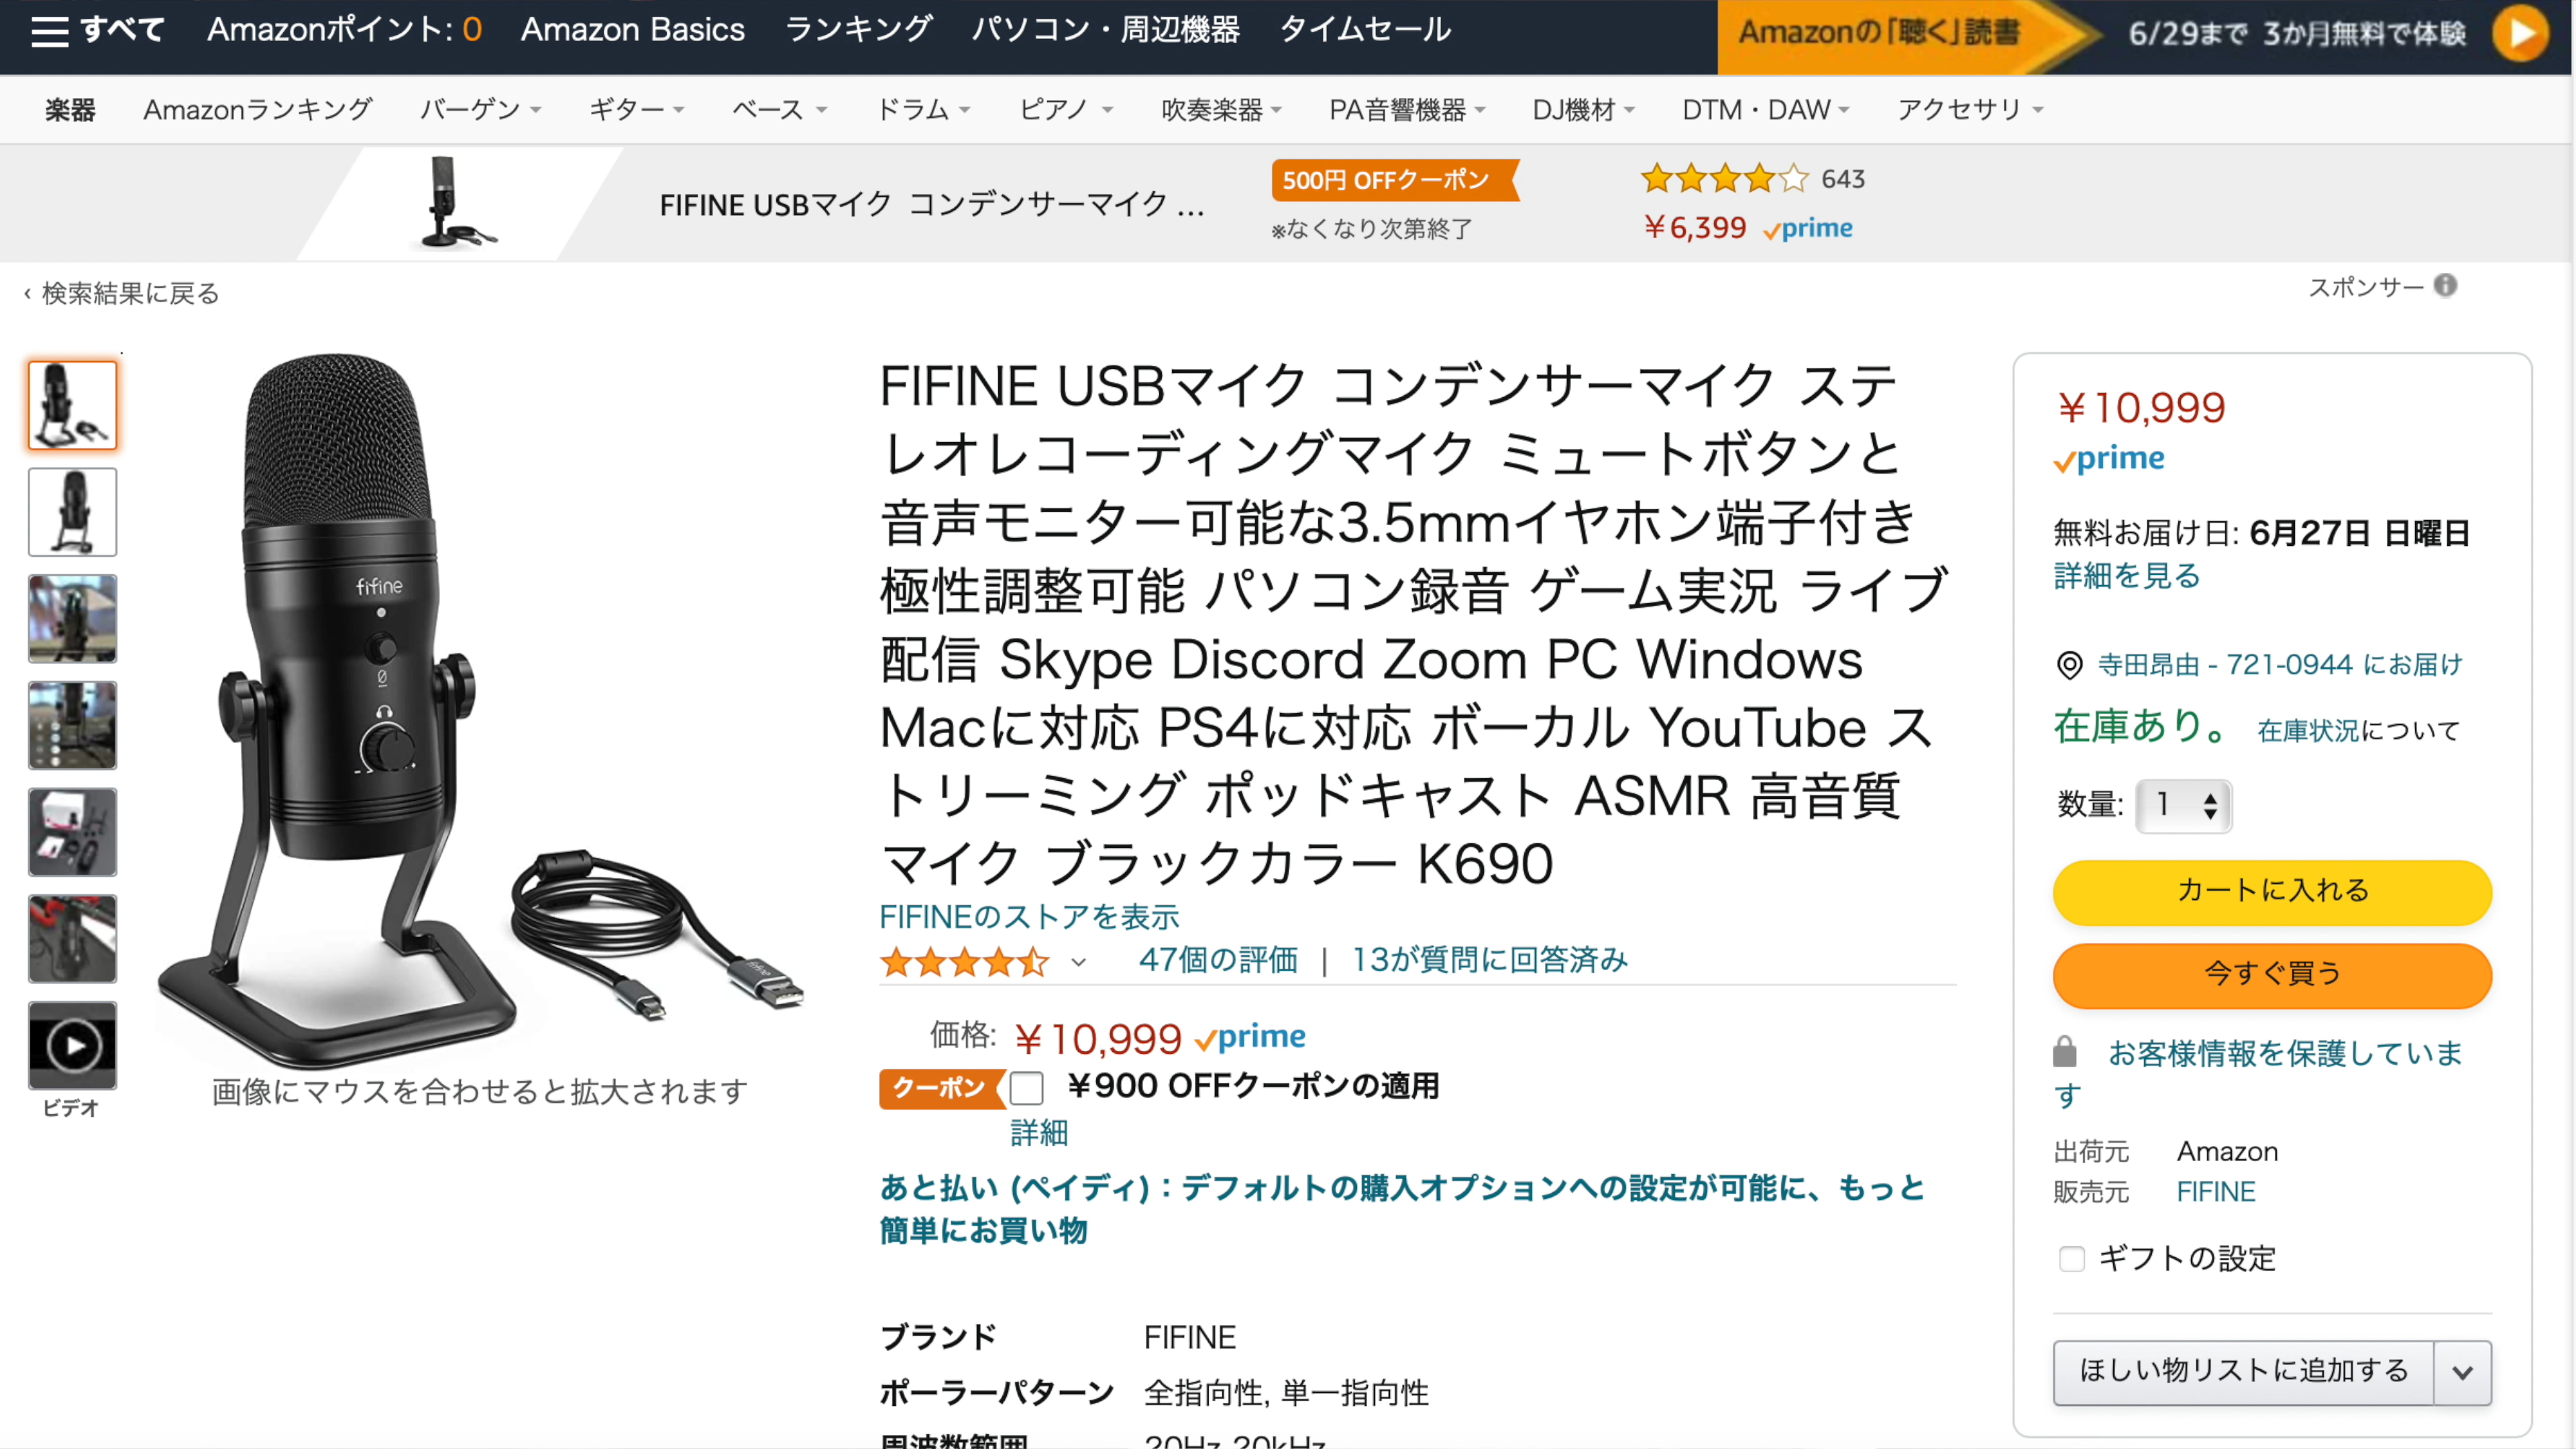 すべて Amazonポイント: 0 Amazon Basics ランキング パソコン・周辺機器 タイムセール
Amazonの「聴く」読書 6/29まで 3か月無料で体験
楽器 Amazonランキング バーゲン ギター ベース ドラム ピアノ 吹奏楽器 PA音響機器 DJ機材 DTM・DAW アクセサリ
FIFINE USBマイク コンデンサーマイク ...
500円 OFFクーポン
※なくなり次第終了
643
¥6,399 prime
‹ 検索結果に戻る
スポンサー
fifine
ビデオ
画像にマウスを合わせると拡大されます
FIFINE USBマイク コンデンサーマイク ステ
レオレコーディングマイク ミュートボタンと
音声モニター可能な3.5mmイヤホン端子付き
極性調整可能 パソコン録音 ゲーム実況 ライブ
配信 Skype Discord Zoom PC Windows
Macに対応 PS4に対応 ボーカル YouTube ス
トリーミング ポッドキャスト ASMR 高音質
マイク ブラックカラー K690
FIFINEのストアを表示
47個の評価 | 13が質問に回答済み
価格: ¥10,999 prime
クーポン ¥900 OFFクーポンの適用
詳細
あと払い (ペイディ)：デフォルトの購入オプションへの設定が可能に、もっと
簡単にお買い物
ブランド FIFINE
ポーラーパターン 全指向性, 単一指向性
周波数範囲 20Hz-20kHz
¥10,999
prime
無料お届け日: 6月27日 日曜日
詳細を見る
寺田昂由 - 721-0944 にお届け
在庫あり。 在庫状況について
数量: 1
カートに入れる
今すぐ買う
お客様情報を保護していま
す
出荷元 Amazon
販売元 FIFINE
ギフトの設定
ほしい物リストに追加する